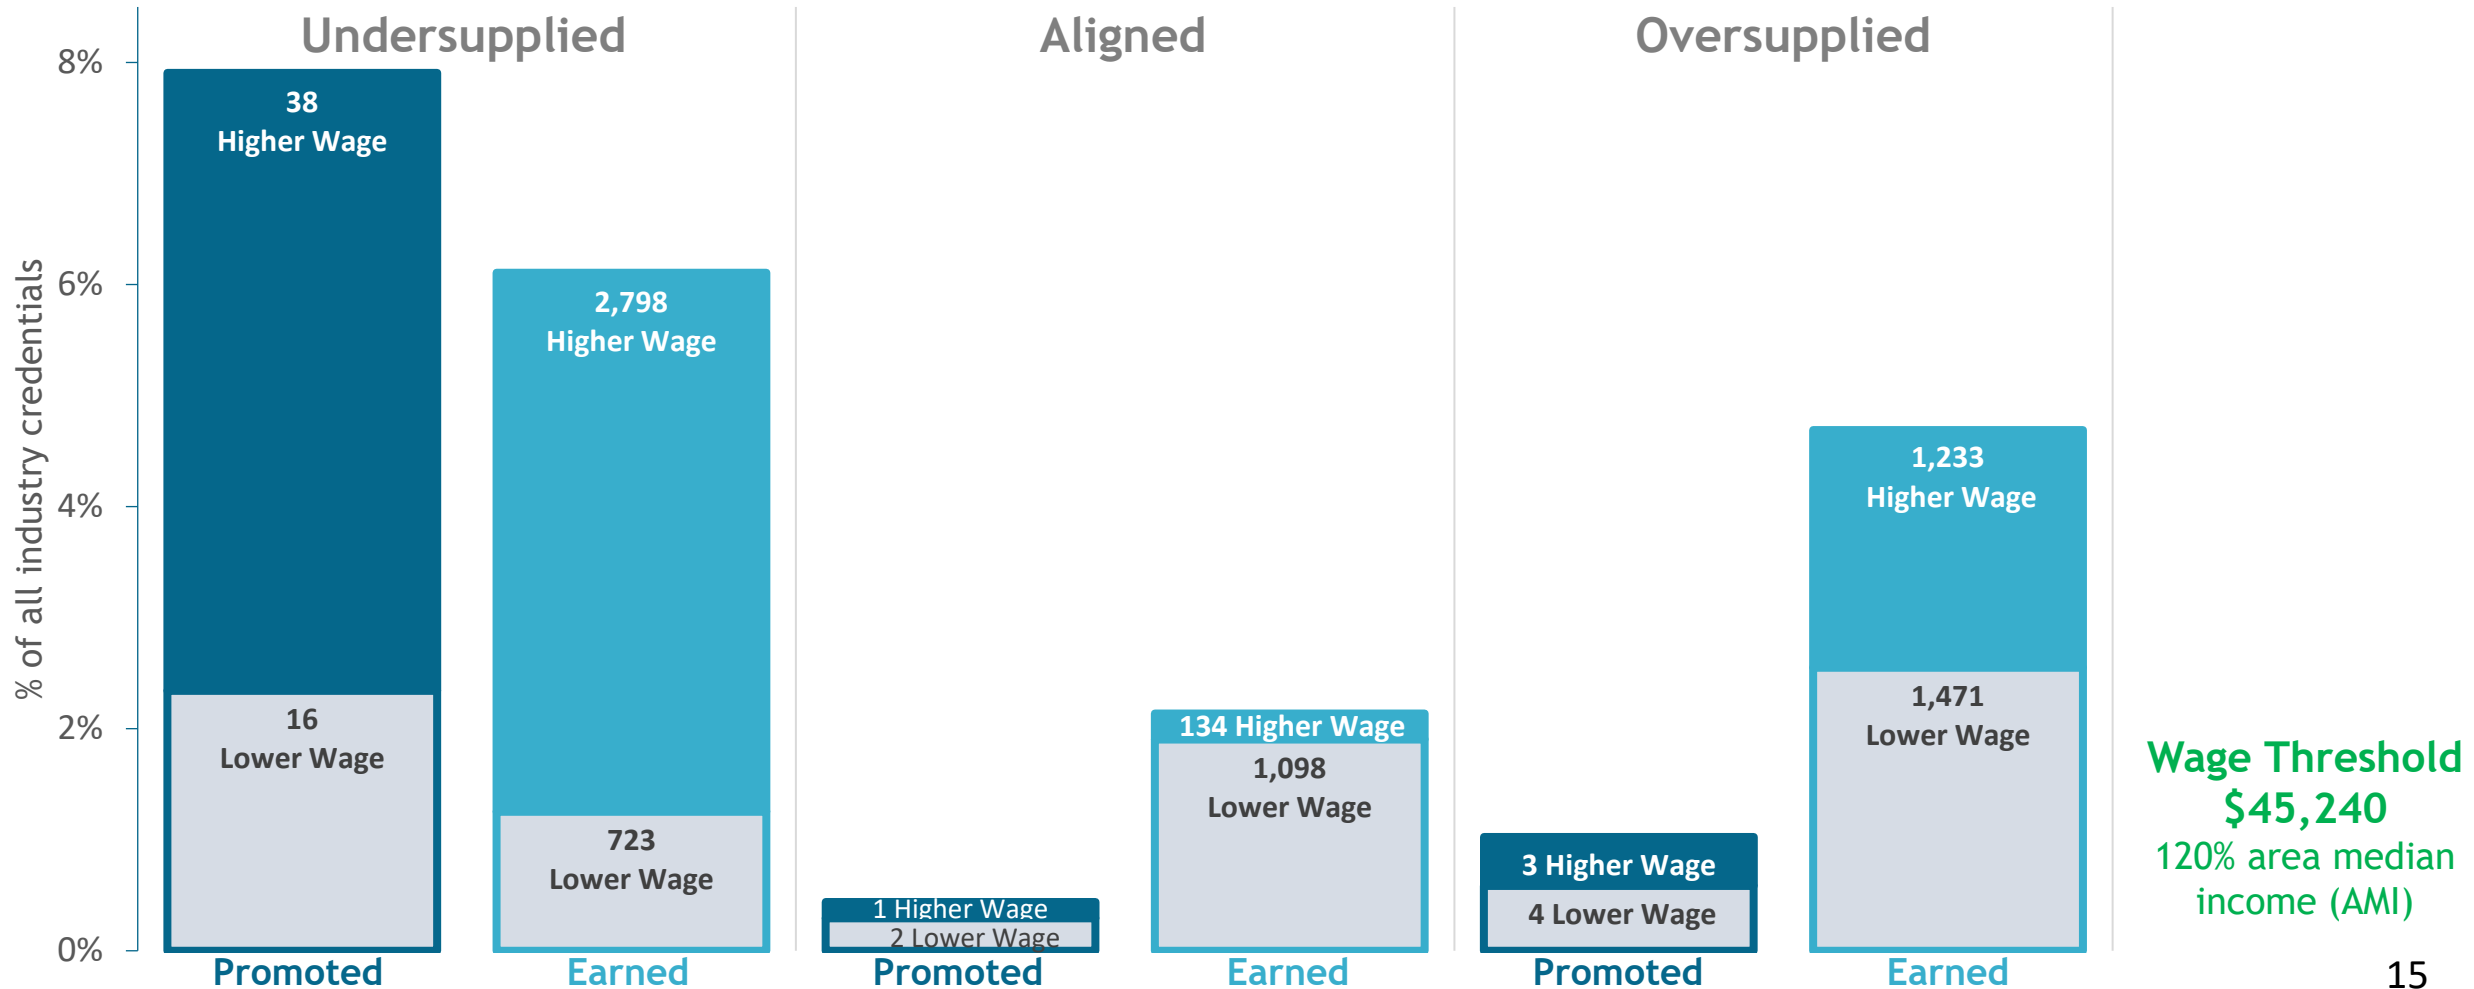 Undersupplied
Aligned
Oversupplied
% of all industry credentials
8%
6%
4%
2%
0%
38
Higher Wage
16
Lower Wage
2,798
Higher Wage
723
Lower Wage
1 Higher Wage
2 Lower Wage
134 Higher Wage
1,098
Lower Wage
3 Higher Wage
4 Lower Wage
1,233
Higher Wage
1,471
Lower Wage
Promoted
Earned
Promoted
Earned
Promoted
Earned
Wage Threshold
$45,240
120% area median
income (AMI)
15